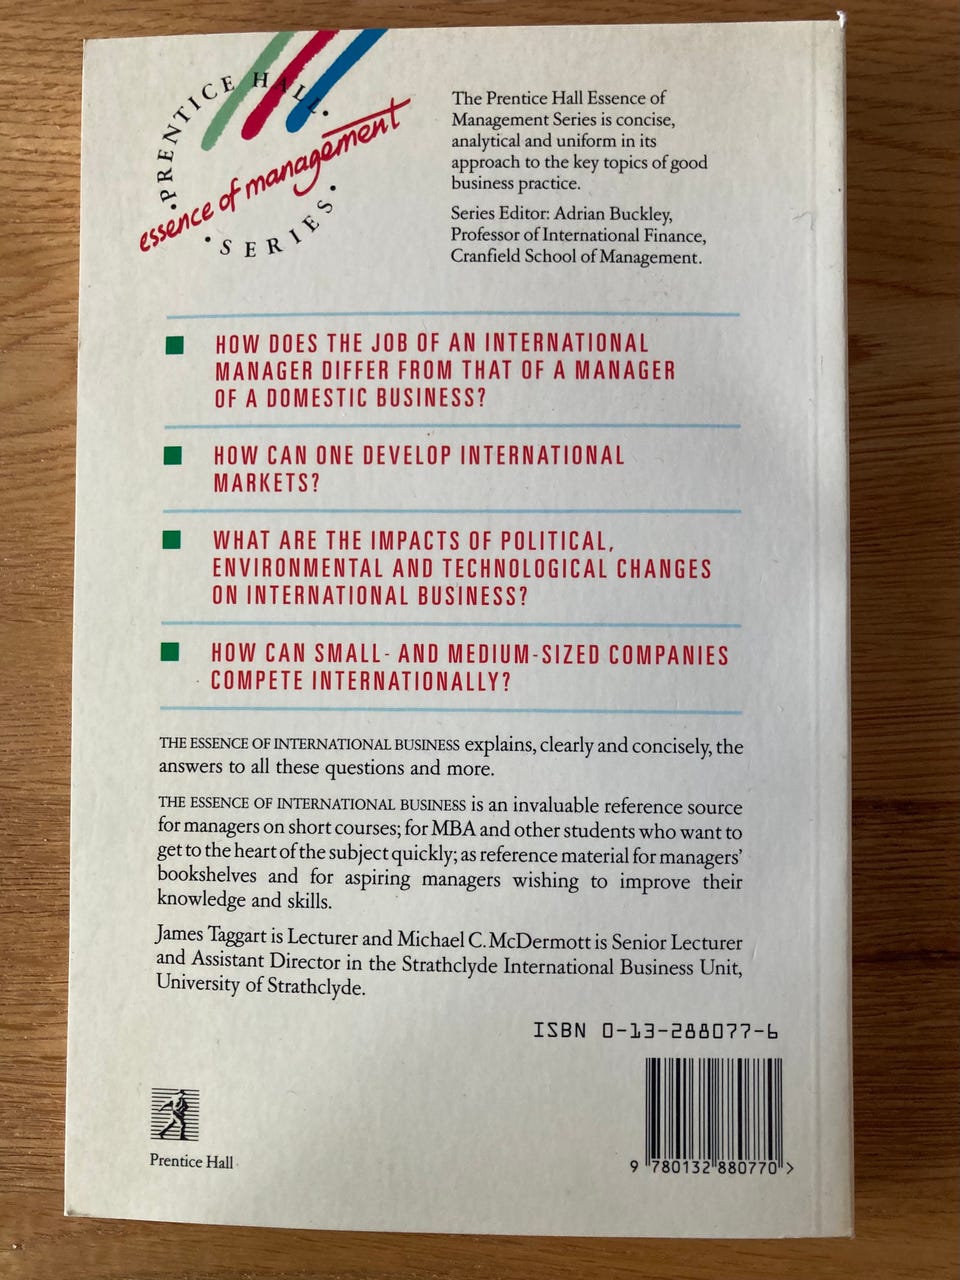 PRENTICE HALL
essence of management
SERIES
The Prentice Hall Essence of
Management Series is concise,
analytical and uniform in its
approach to the key topics of good
business practice.
Series Editor: Adrian Buckley,
Professor of International Finance,
Cranfield School of Management.
HOW DOES THE JOB OF AN INTERNATIONAL
MANAGER DIFFER FROM THAT OF A MANAGER
OF A DOMESTIC BUSINESS?
HOW CAN ONE DEVELOP INTERNATIONAL
MARKETS?
WHAT ARE THE IMPACTS OF POLITICAL,
ENVIRONMENTAL AND TECHNOLOGICAL CHANGES
ON INTERNATIONAL BUSINESS?
HOW CAN SMALL- AND MEDIUM-SIZED COMPANIES
COMPETE INTERNATIONALLY?
THE ESSENCE OF INTERNATIONAL BUSINESS explains, clearly and concisely, the
answers to all these questions and more.
THE ESSENCE OF INTERNATIONAL BUSINESS is an invaluable reference source
for managers on short courses; for MBA and other students who want to
get to the heart of the subject quickly; as reference material for managers'
bookshelves and for aspiring managers wishing to improve their
knowledge and skills.
James Taggart is Lecturer and Michael C. McDermott is Senior Lecturer
and Assistant Director in the Strathclyde International Business Unit,
University of Strathclyde.
ISBN 0-13-288077-6
Prentice Hall
9 780132 880770 >